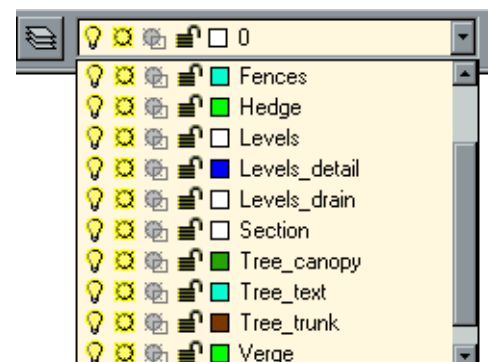 0
Fences
Hedge
Levels
Levels_detail
Levels_drain
Section
Tree_canopy
Tree_text
Tree_trunk
Verge